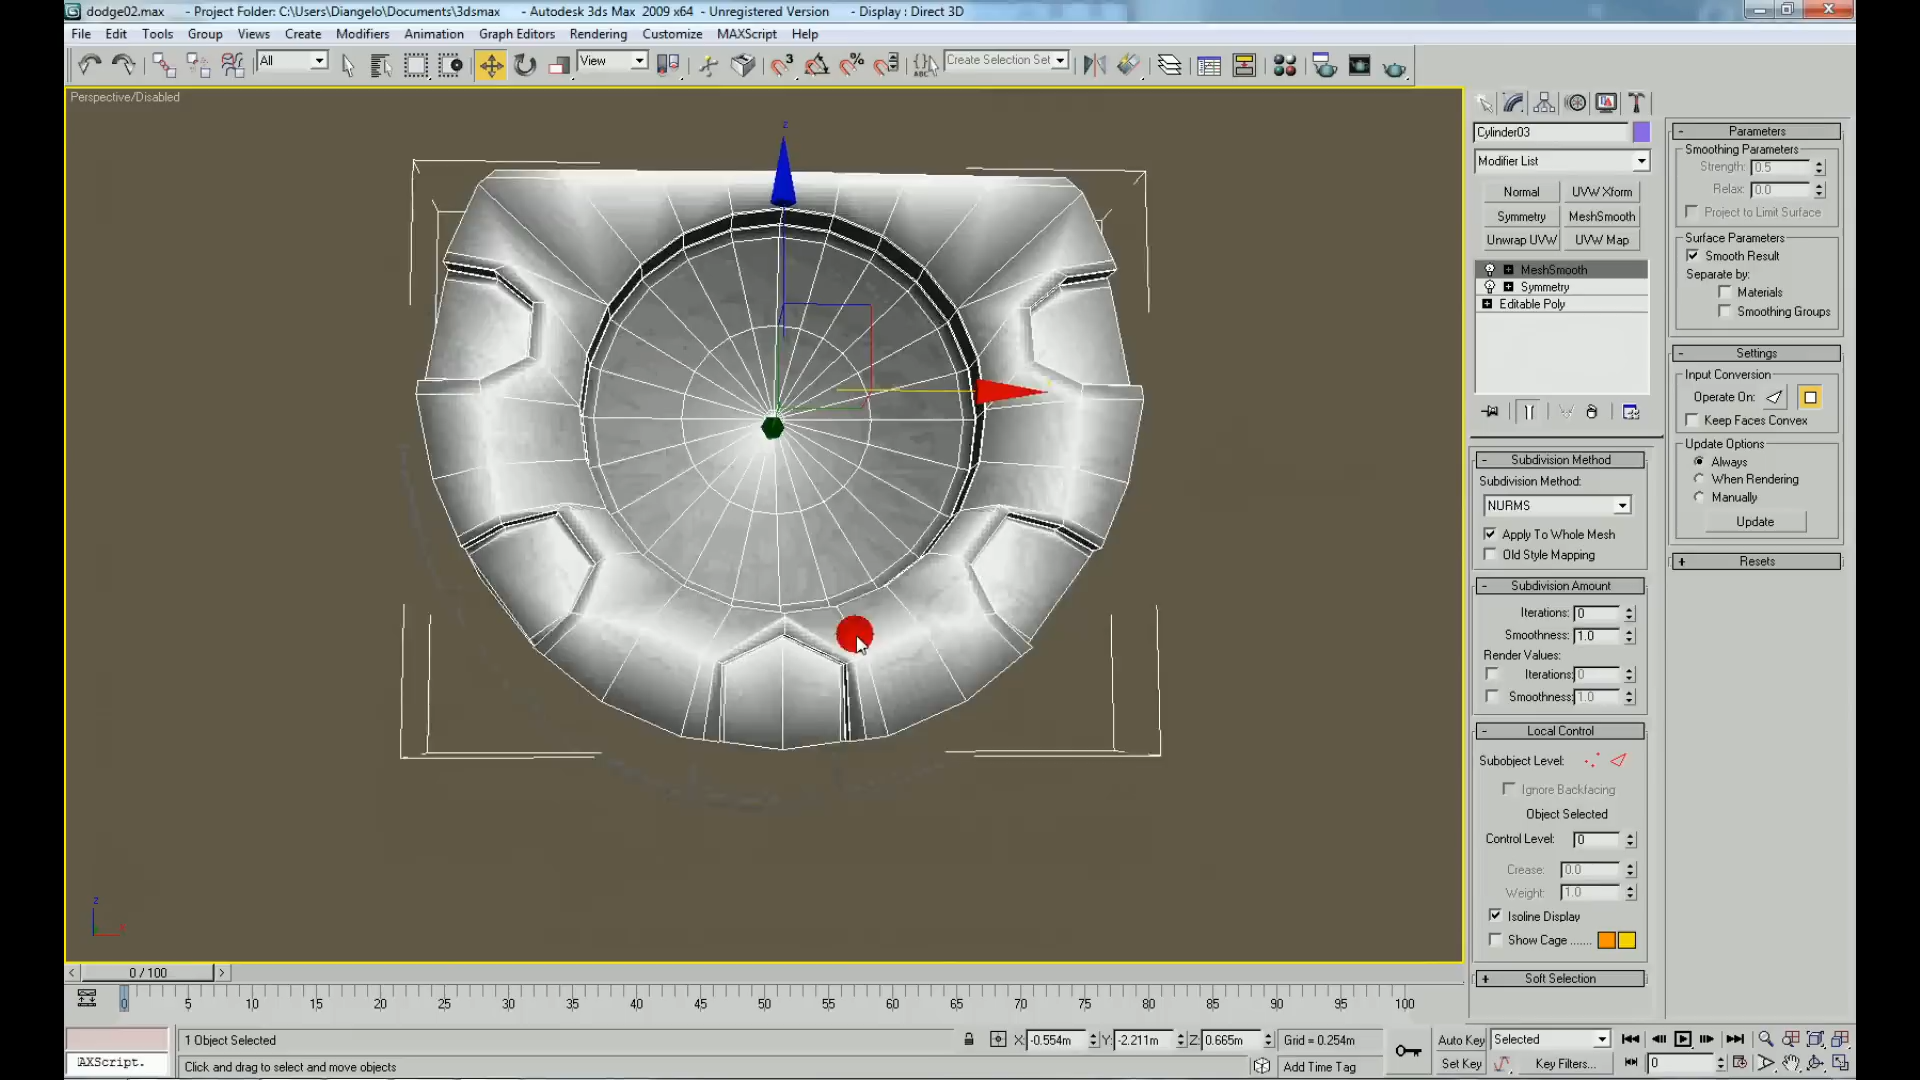 dodge02.max - Project Folder: C:\Users\Diangelo\Documents\3dsmax - Autodesk 3ds Max 2009 x64 - Unregistered Version - Display : Direct 3D
File Edit Tools Group Views Create Modifiers Animation Graph Editors Rendering Customize MAXScript Help
All View 3 ABC Create Selection Set
Perspective/Disabled
z
z
Cylinder03
Modifier List
Normal UVW Xform
Symmetry MeshSmooth
Unwrap UVW UVW Map
MeshSmooth
Symmetry
Editable Poly
- Subdivision Method
Subdivision Method:
NURMS
Apply To Whole Mesh
Old Style Mapping
- Subdivision Amount
Iterations: 0
Smoothness: 1.0
Render Values:
Iterations: 0
Smoothness: 1.0
- Local Control
Subobject Level:
Ignore Backfacing
Object Selected
Control Level: 0
Crease: 0.0
Weight: 1.0
Isoline Display
Show Cage ......
+ Soft Selection
- Parameters
Smoothing Parameters
Strength: 0.5
Relax: 0.0
Project to Limit Surface
Surface Parameters
Smooth Result
Separate by:
Materials
Smoothing Groups
- Settings
Input Conversion
Operate On:
Keep Faces Convex
Update Options
Always
When Rendering
Manually
Update
+ Resets
< 0 / 100 >
0 5 10 15 20 25 30 35 40 45 50 55 60 65 70 75 80 85 90 95 100
1 Object Selected X: -0.554m Y: -2.211m Z: 0.665m Grid = 0.254m Auto Key Selected
AXScript. Click and drag to select and move objects Add Time Tag Set Key Key Filters... 0